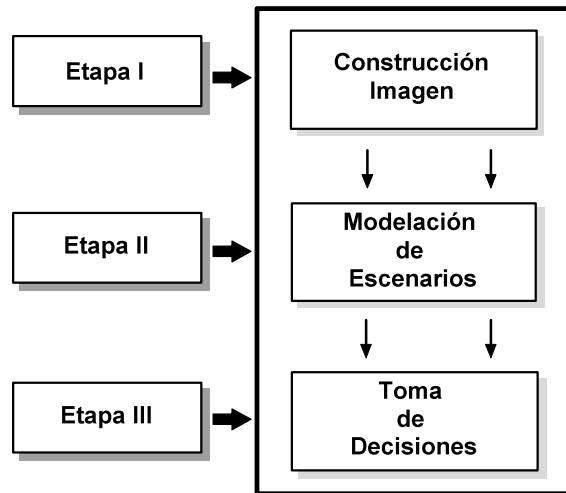 Etapa I
Construcción
Imagen
Etapa II
Modelación
de
Escenarios
Etapa III
Toma
de
Decisiones